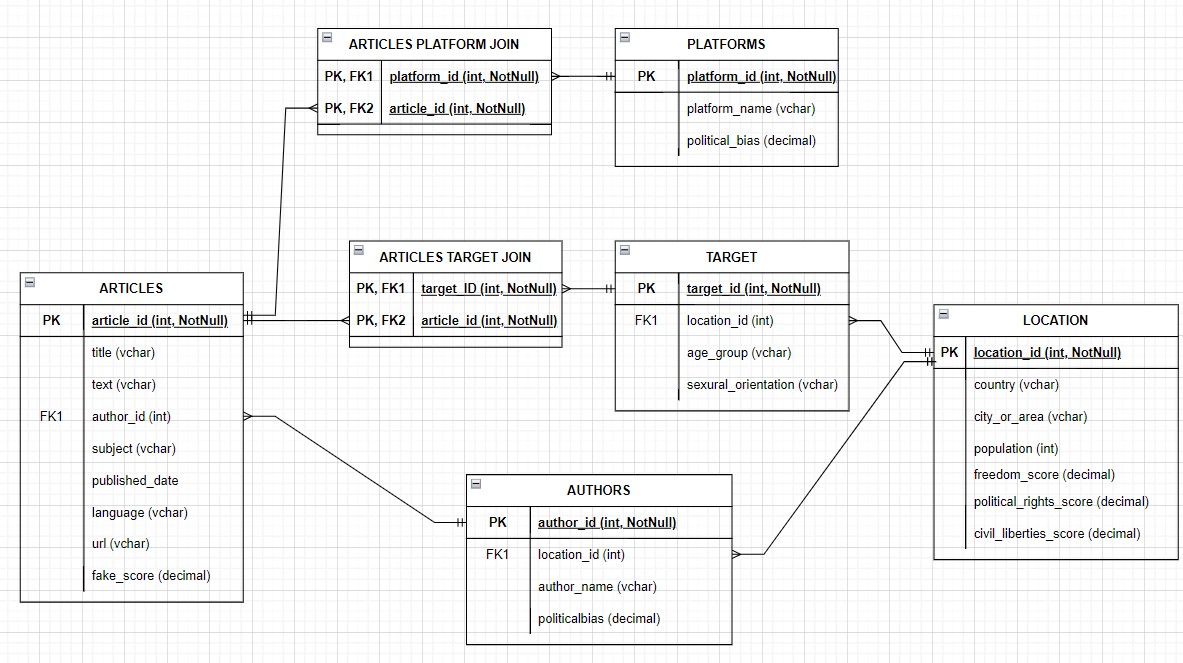 ARTICLES PLATFORM JOIN
PK, FK1 platform_id (int, NotNull)
PK, FK2 article_id (int, NotNull)
PLATFORMS
PK platform_id (int, NotNull)
platform_name (vchar)
political_bias (decimal)
ARTICLES
PK article_id (int, NotNull)
title (vchar)
text (vchar)
FK1 author_id (int)
subject (vchar)
published_date
language (vchar)
url (vchar)
fake_score (decimal)
ARTICLES TARGET JOIN
PK, FK1 target_ID (int, NotNull)
PK, FK2 article_id (int, NotNull)
TARGET
PK target_id (int, NotNull)
FK1 location_id (int)
age_group (vchar)
sexural_orientation (vchar)
LOCATION
PK location_id (int, NotNull)
country (vchar)
city_or_area (vchar)
population (int)
freedom_score (decimal)
political_rights_score (decimal)
civil_liberties_score (decimal)
AUTHORS
PK author_id (int, NotNull)
FK1 location_id (int)
author_name (vchar)
politicalbias (decimal)